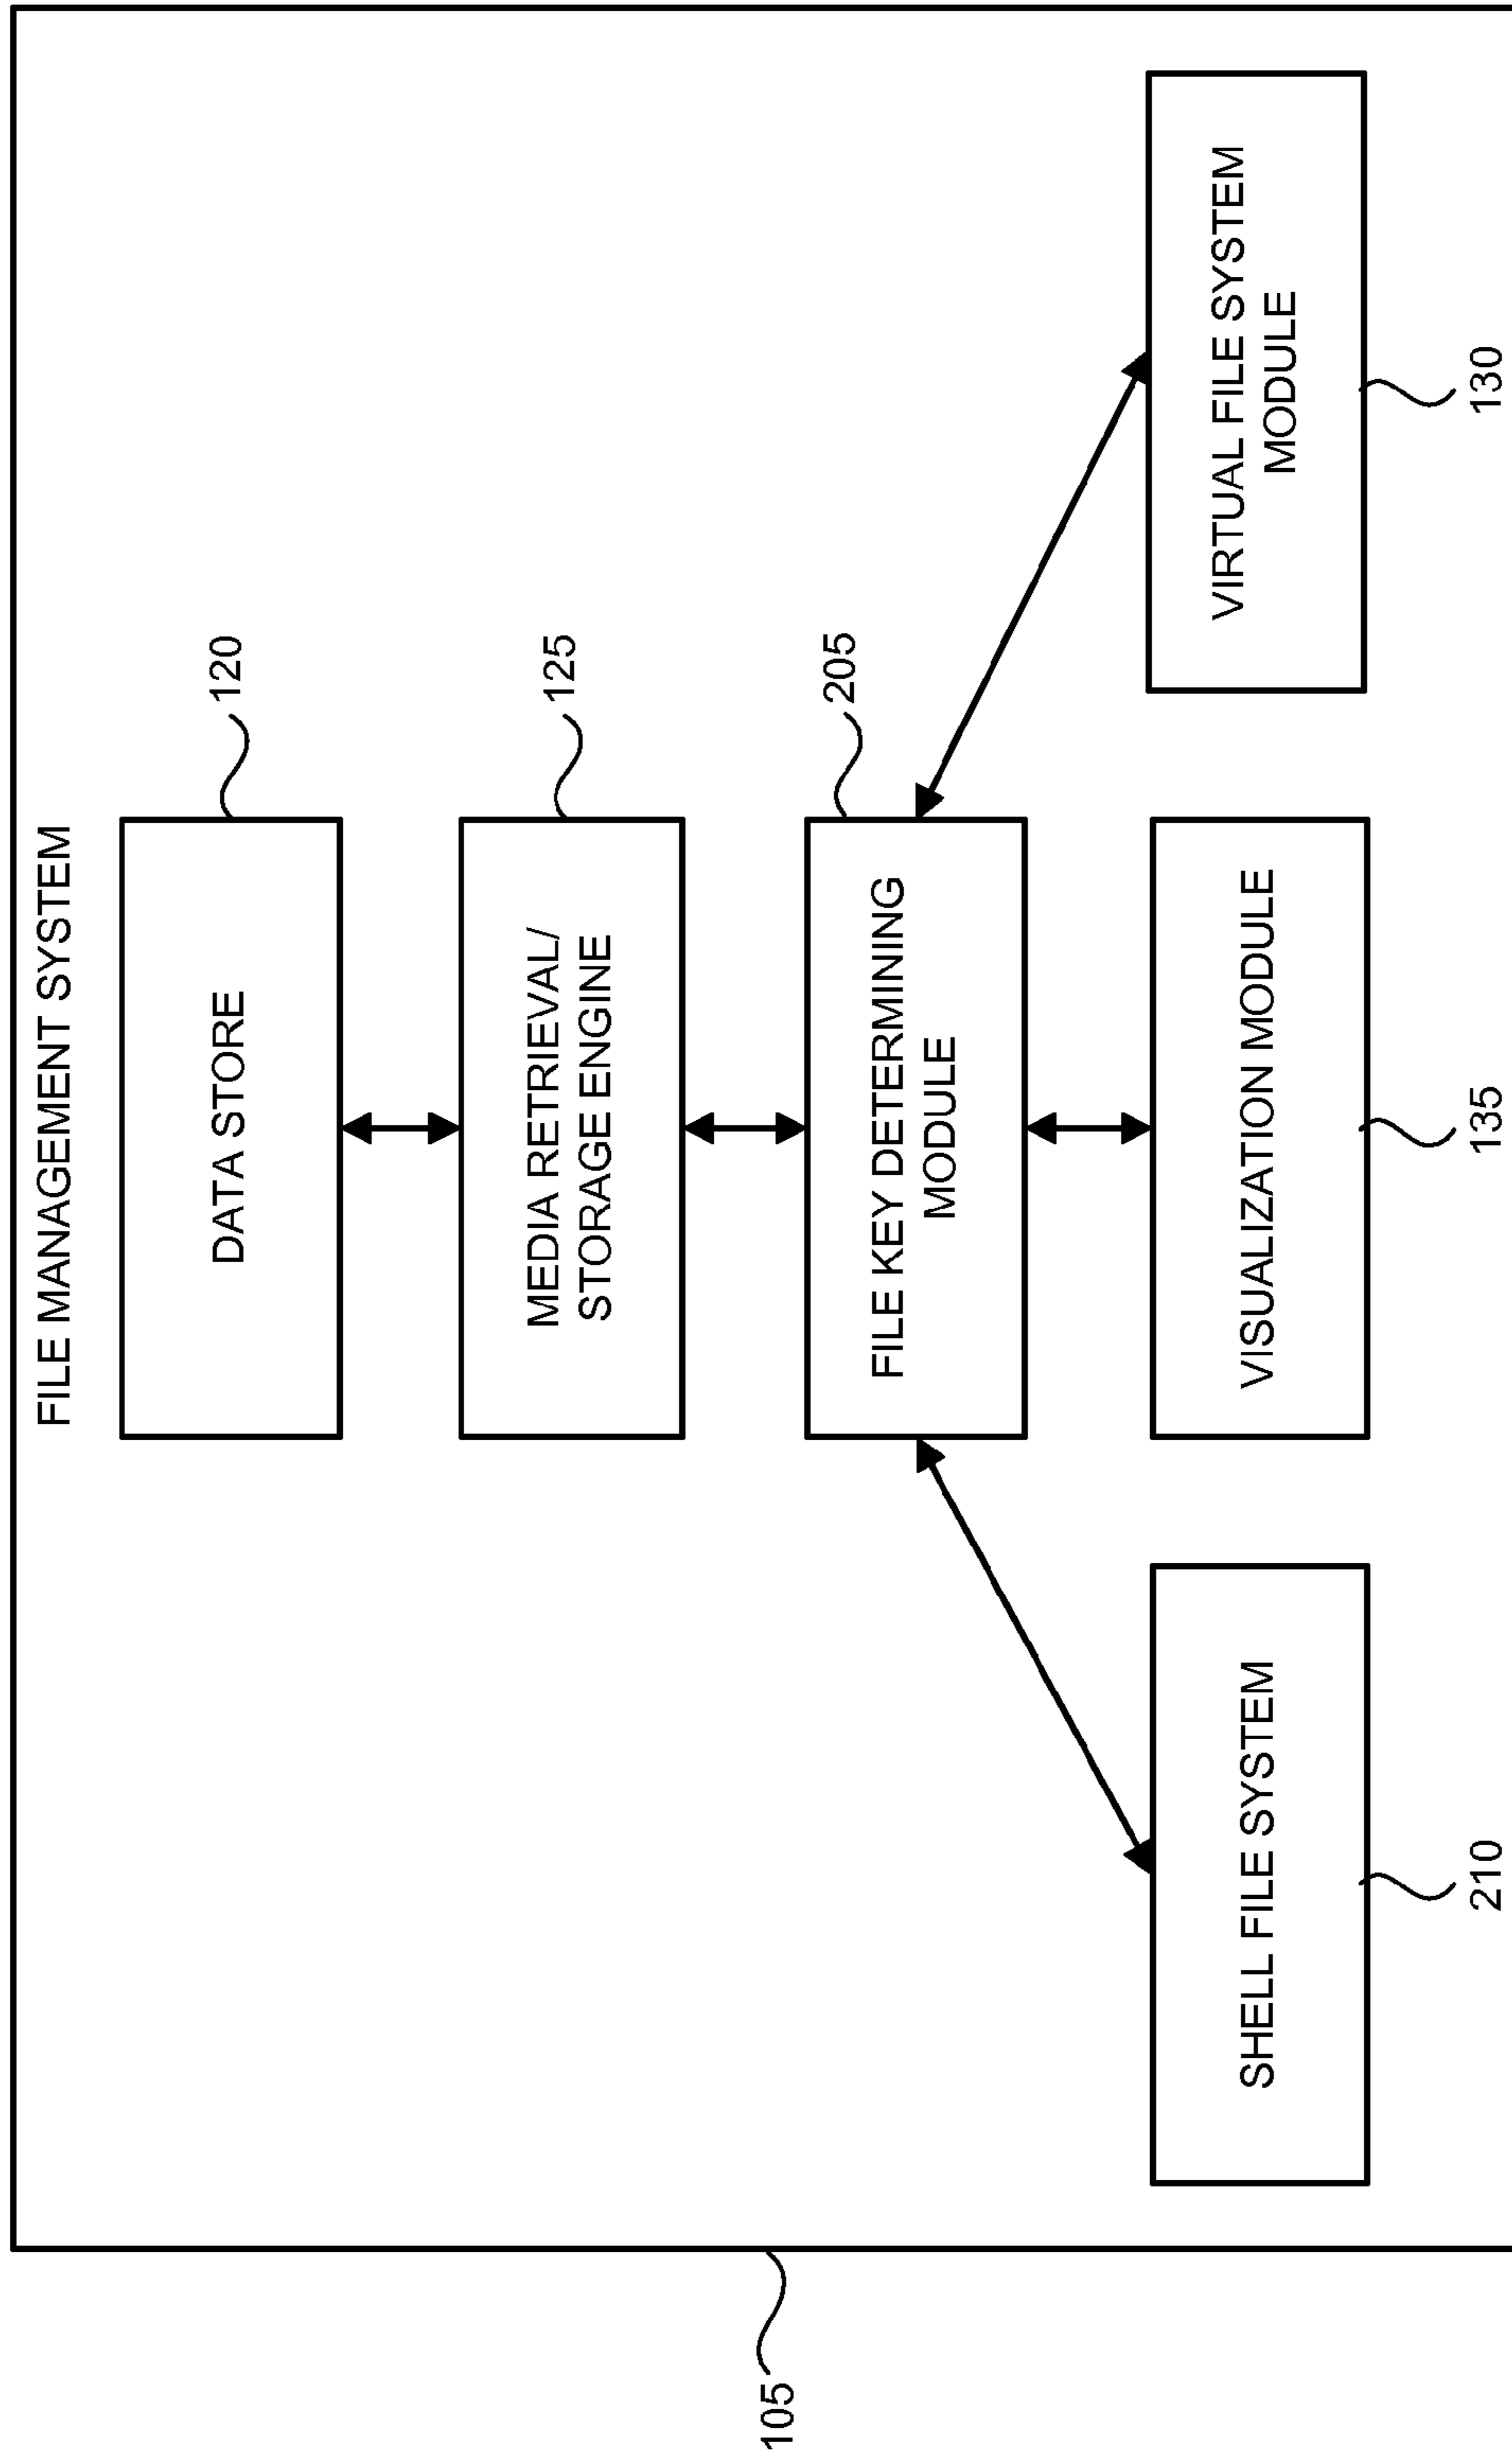 FILE MANAGEMENT SYSTEM
DATA STORE
120
MEDIA RETRIEVAL/
STORAGE ENGINE
125
105
FILE KEY DETERMINING
MODULE
205
SHELL FILE SYSTEM
210
VISUALIZATION MODULE
135
VIRTUAL FILE SYSTEM
MODULE
130